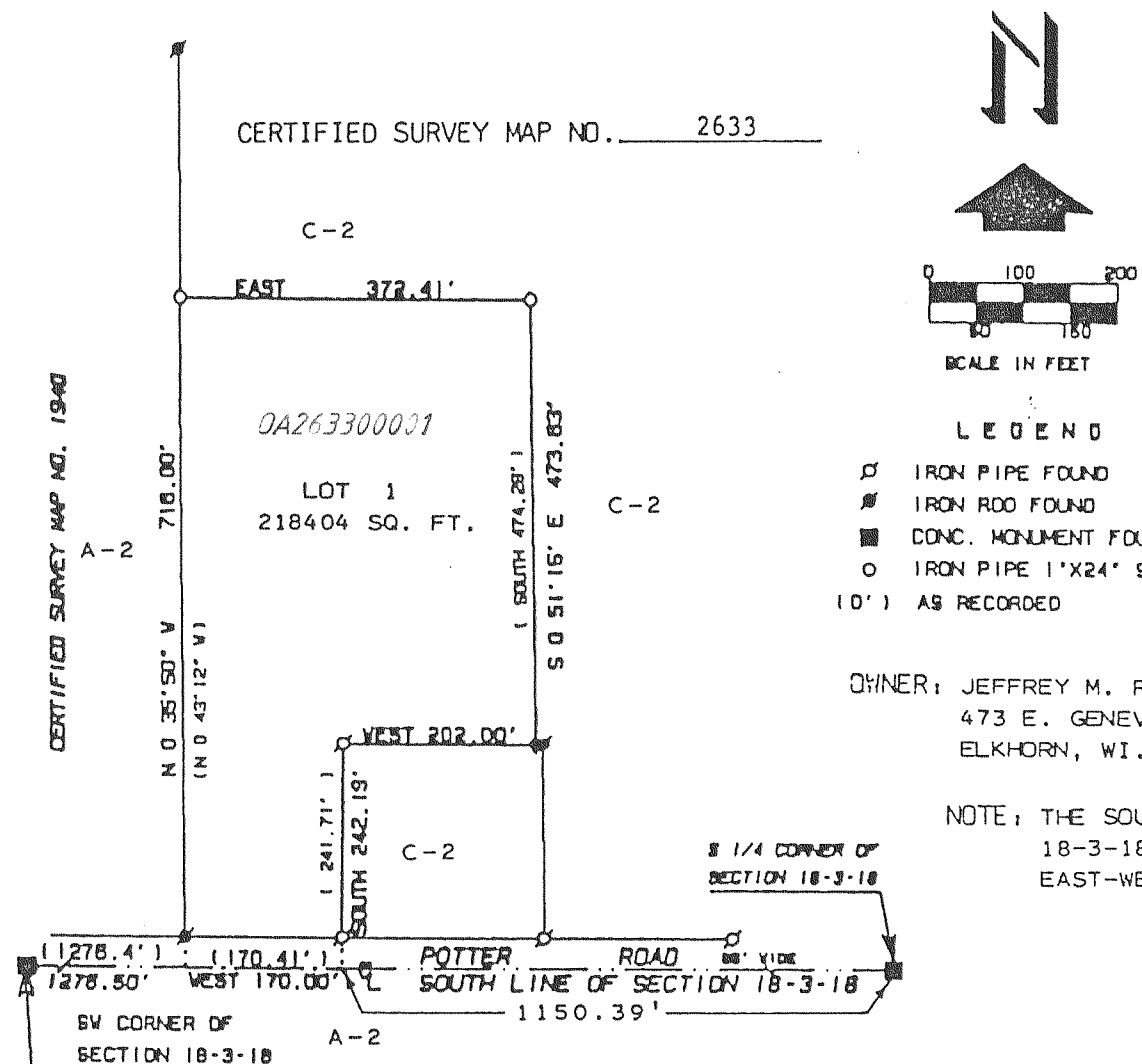 N
CERTIFIED SURVEY MAP NO. 2633
C-2
0 100 200
50 150
SCALE IN FEET
EAST 372.41'
LEGEND
IRON PIPE FOUND
IRON ROD FOUND
CONC. MONUMENT FOU
IRON PIPE 1"X24" S
(0') AS RECORDED
CERTIFIED SURVEY MAP NO. 1940
A-2
718.00'
N 0 35'50" W
(N 0 43'12" W)
OA263300001
LOT 1
218404 SQ. FT.
(SOUTH 474.29')
S 0 51'15" E 473.83'
C-2
OWNER: JEFFREY M.
473 E. GENEV
ELKHORN, WI.
NOTE: THE SOU
18-3-18
EAST-WE
WEST 202.00'
(241.71')
SOUTH 242.19'
C-2
S 1/4 CORNER OF
SECTION 18-3-18
(1278.4') (170.41') POTTER ROAD 66' WIDE
1278.50' WEST 170.00' CL SOUTH LINE OF SECTION 18-3-18
1150.39'
SW CORNER OF
SECTION 18-3-18
A-2